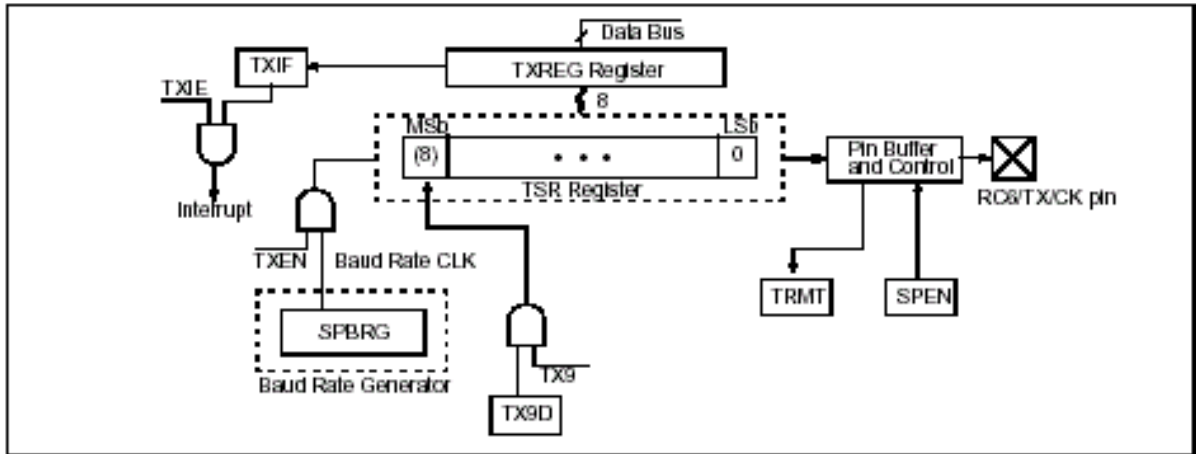 Data Bus
TXIF
TXREG Register
TXIE
8
MSb
LSb
(8)
• • •
0
Pin Buffer
and Control
TSR Register
RC6/TX/CK pin
Interrupt
TXEN
Baud Rate CLK
TRMT
SPEN
SPBRG
TX9
Baud Rate Generator
TX9D